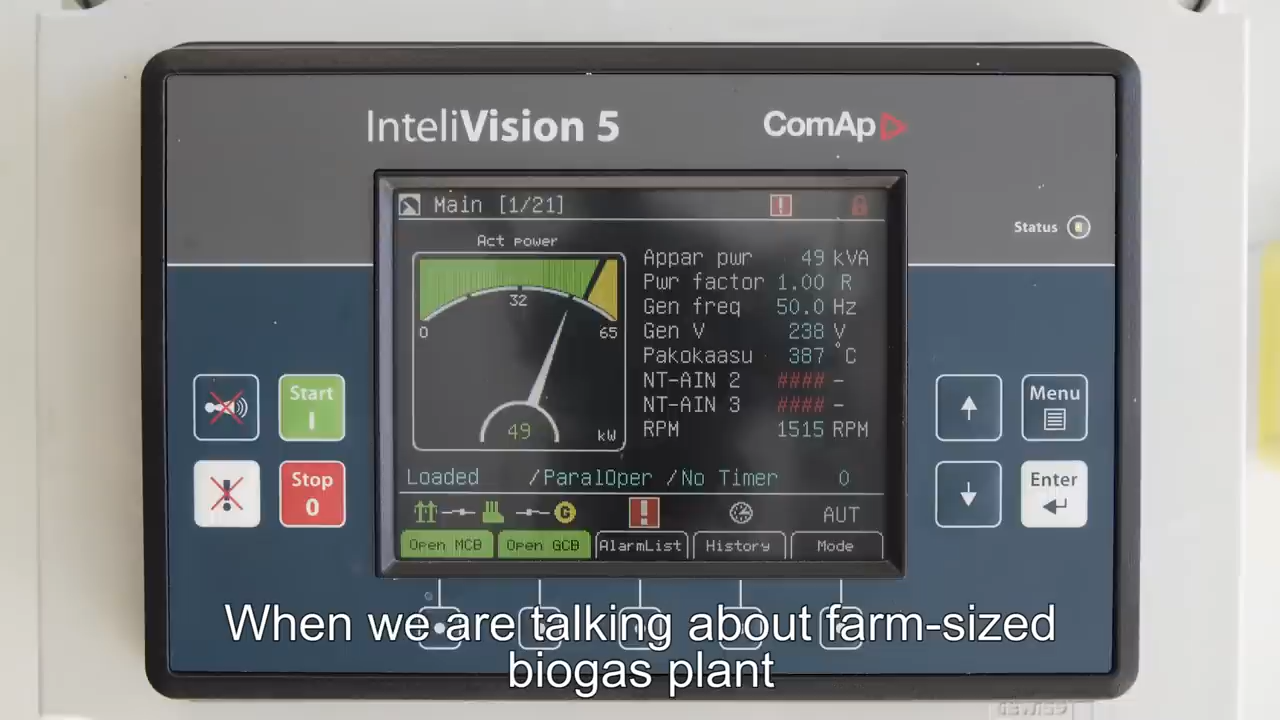 InteliVision 5
ComAp
Main [1/21]
Status
Act power
0
32
65
49
kW
Appar pwr 49 kVA
Pwr factor 1.00 R
Gen freq 50.0 Hz
Gen V 238 V
Pakokaasu 387 °C
NT-AIN 2 #### -
NT-AIN 3 #### -
RPM 1515 RPM
Loaded /ParalOper /No Timer 0
G
AUT
Open MCB
Open GCB
AlarmList
History
Mode
Start
I
Stop
0
Menu
Enter
When we are talking about farm-sized
biogas plant